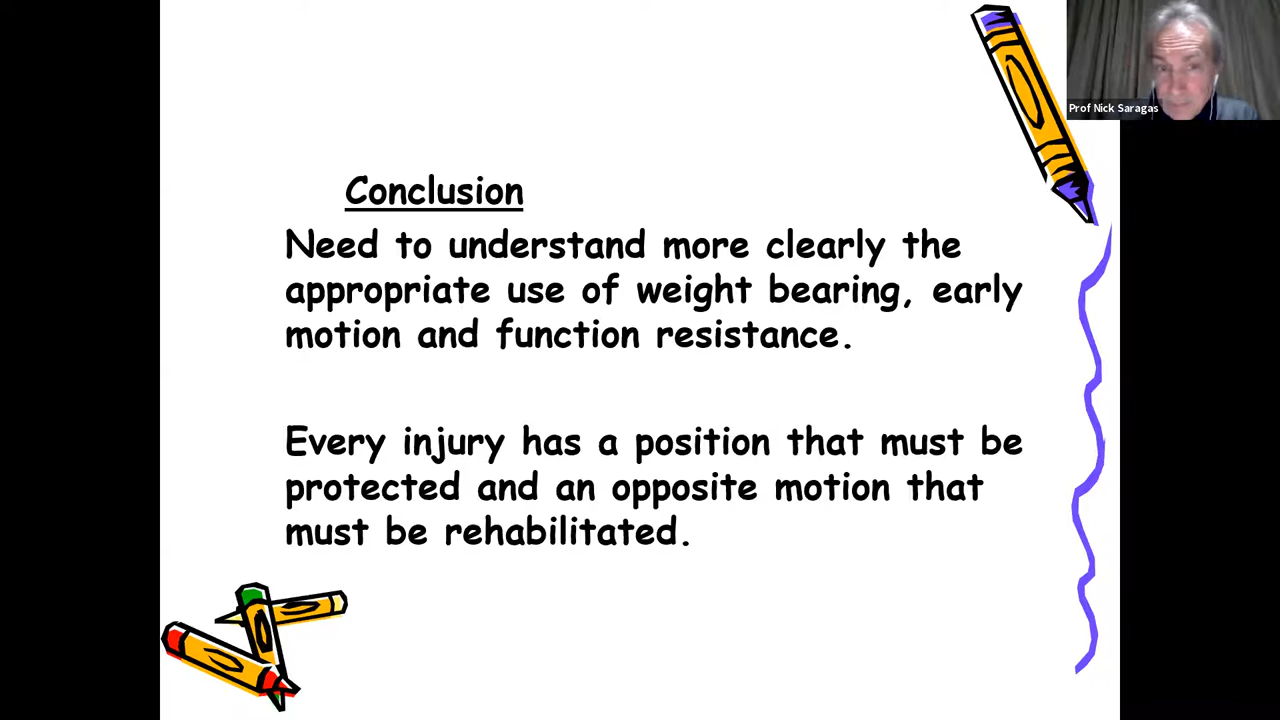 Prof Nick Saragas
Conclusion
Need to understand more clearly the
appropriate use of weight bearing, early
motion and function resistance.
Every injury has a position that must be
protected and an opposite motion that
must be rehabilitated.